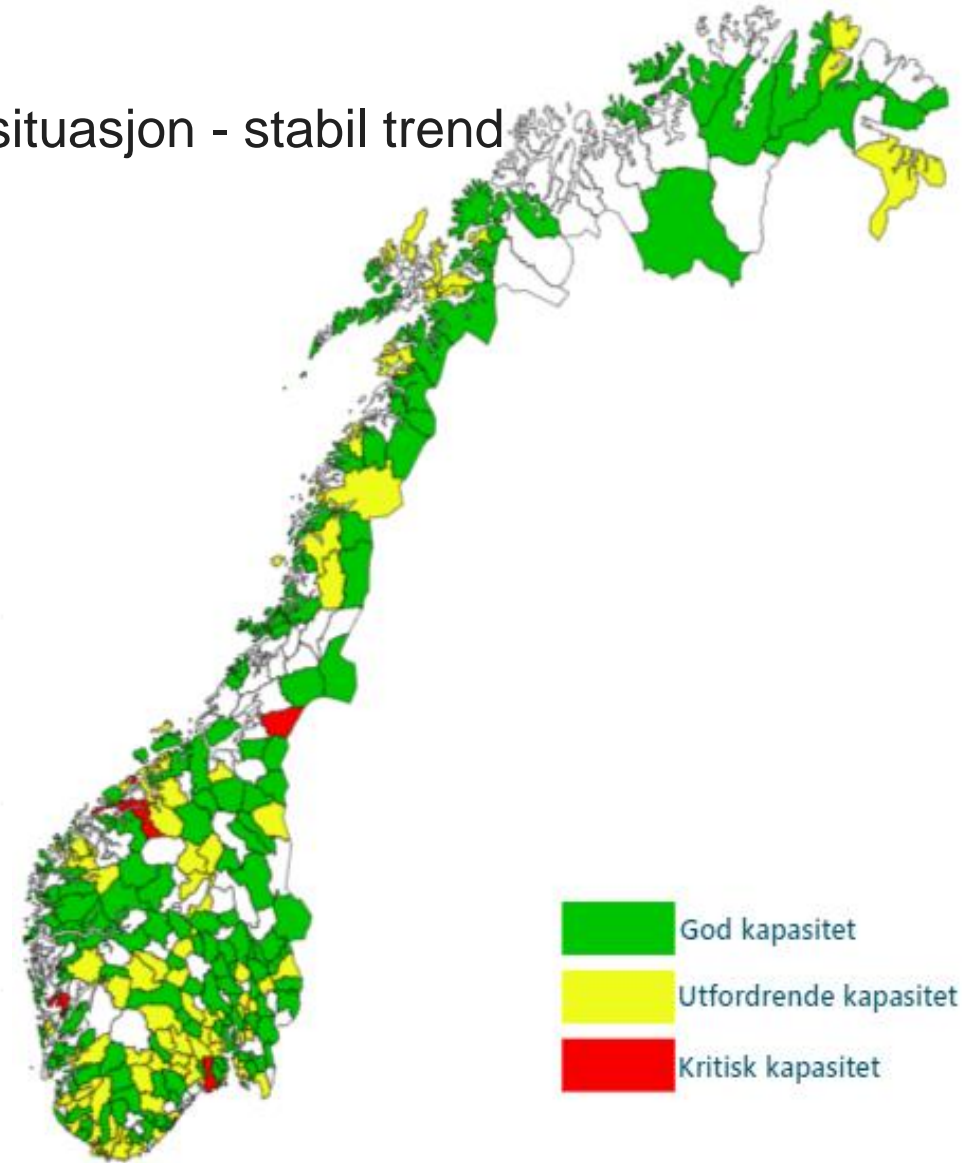 situasjon - stabil trend
God kapasitet
Utfordrende kapasitet
Kritisk kapasitet